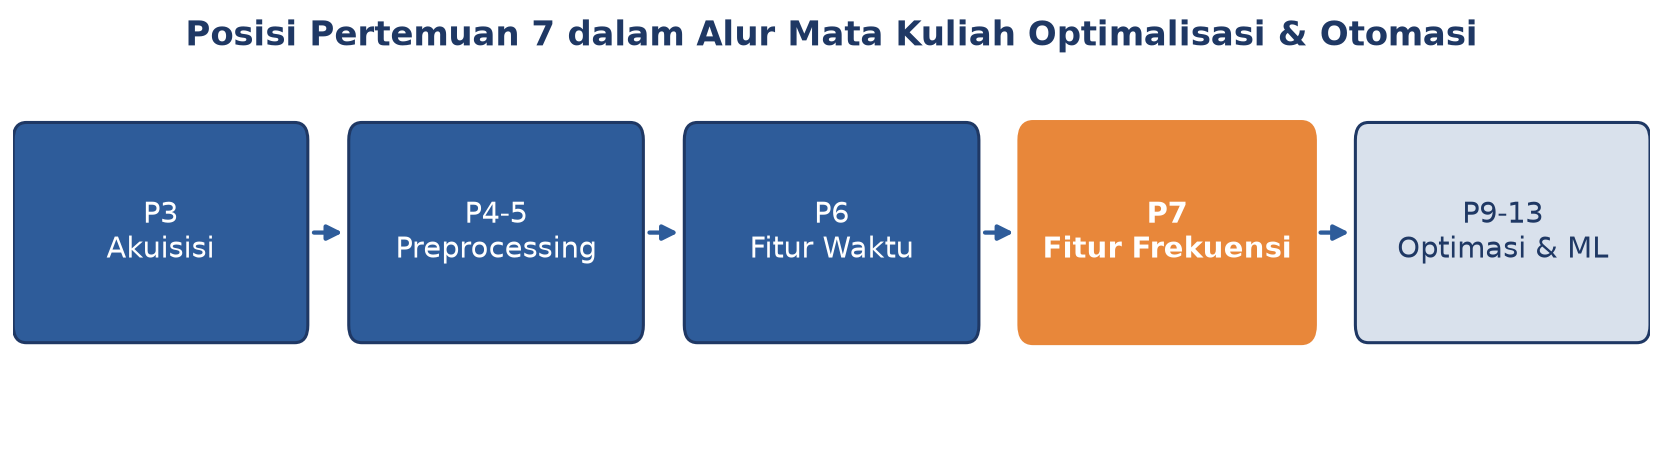 Posisi Pertemuan 7 dalam Alur Mata Kuliah Optimalisasi & Otomasi
P3
Akuisisi
P4-5
Preprocessing
P6
Fitur Waktu
P7
Fitur Frekuensi
P9-13
Optimasi & ML